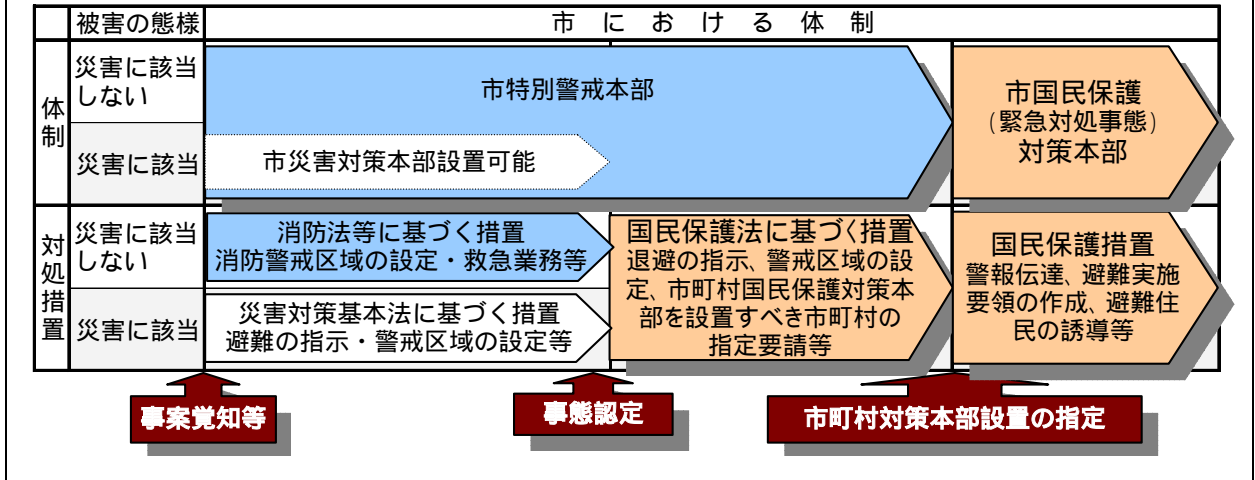 被害の態様
市における体制
体制
災害に該当
しない
市特別警戒本部
市国民保護
(緊急対処事態)
対策本部
災害に該当
市災害対策本部設置可能
対処措置
災害に該当
しない
消防法等に基づく措置
消防警戒区域の設定・救急業務等
国民保護法に基づく措置
退避の指示、警戒区域の設
定、市町村国民保護対策本
部を設置すべき市町村の
指定要請等
国民保護措置
警報伝達、避難実施
要領の作成、避難住
民の誘導等
災害に該当
災害対策基本法に基づく措置
避難の指示・警戒区域の設定等
事案覚知等
事態認定
市町村対策本部設置の指定